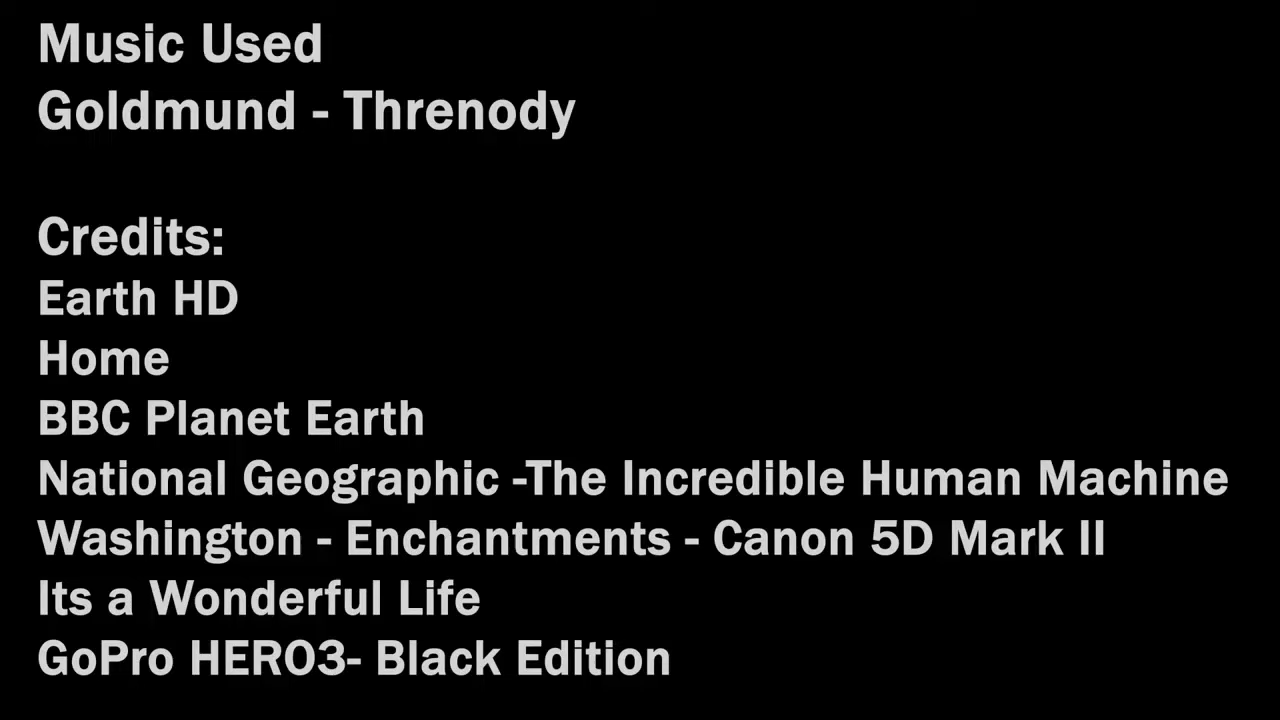 Music Used
Goldmund - Threnody
Credits:
Earth HD
Home
BBC Planet Earth
National Geographic -The Incredible Human Machine
Washington - Enchantments - Canon 5D Mark II
Its a Wonderful Life
GoPro HERO3- Black Edition